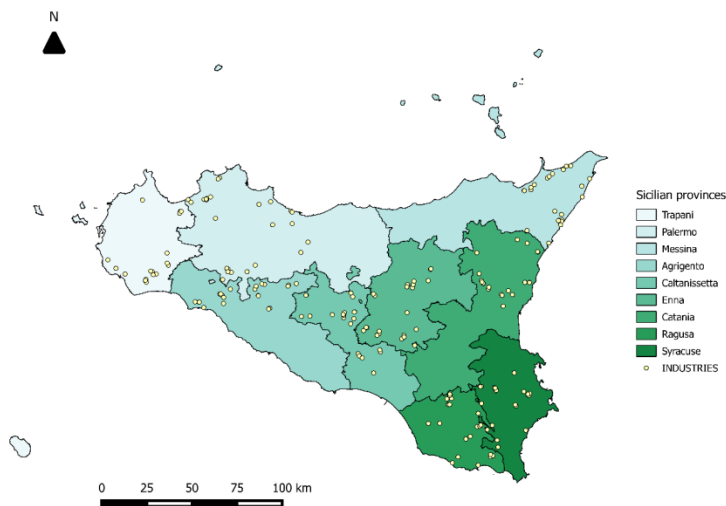 N
Sicilian provinces
Trapani
Palermo
Messina
Agrigento
Caltanissetta
Enna
Catania
Ragusa
Syracuse
INDUSTRIES
0 25 50 75 100 km